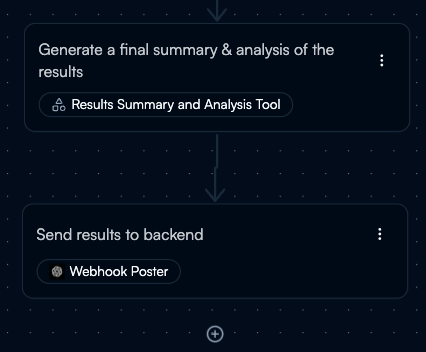 Generate a final summary & analysis of the
results
Results Summary and Analysis Tool
Send results to backend
Webhook Poster